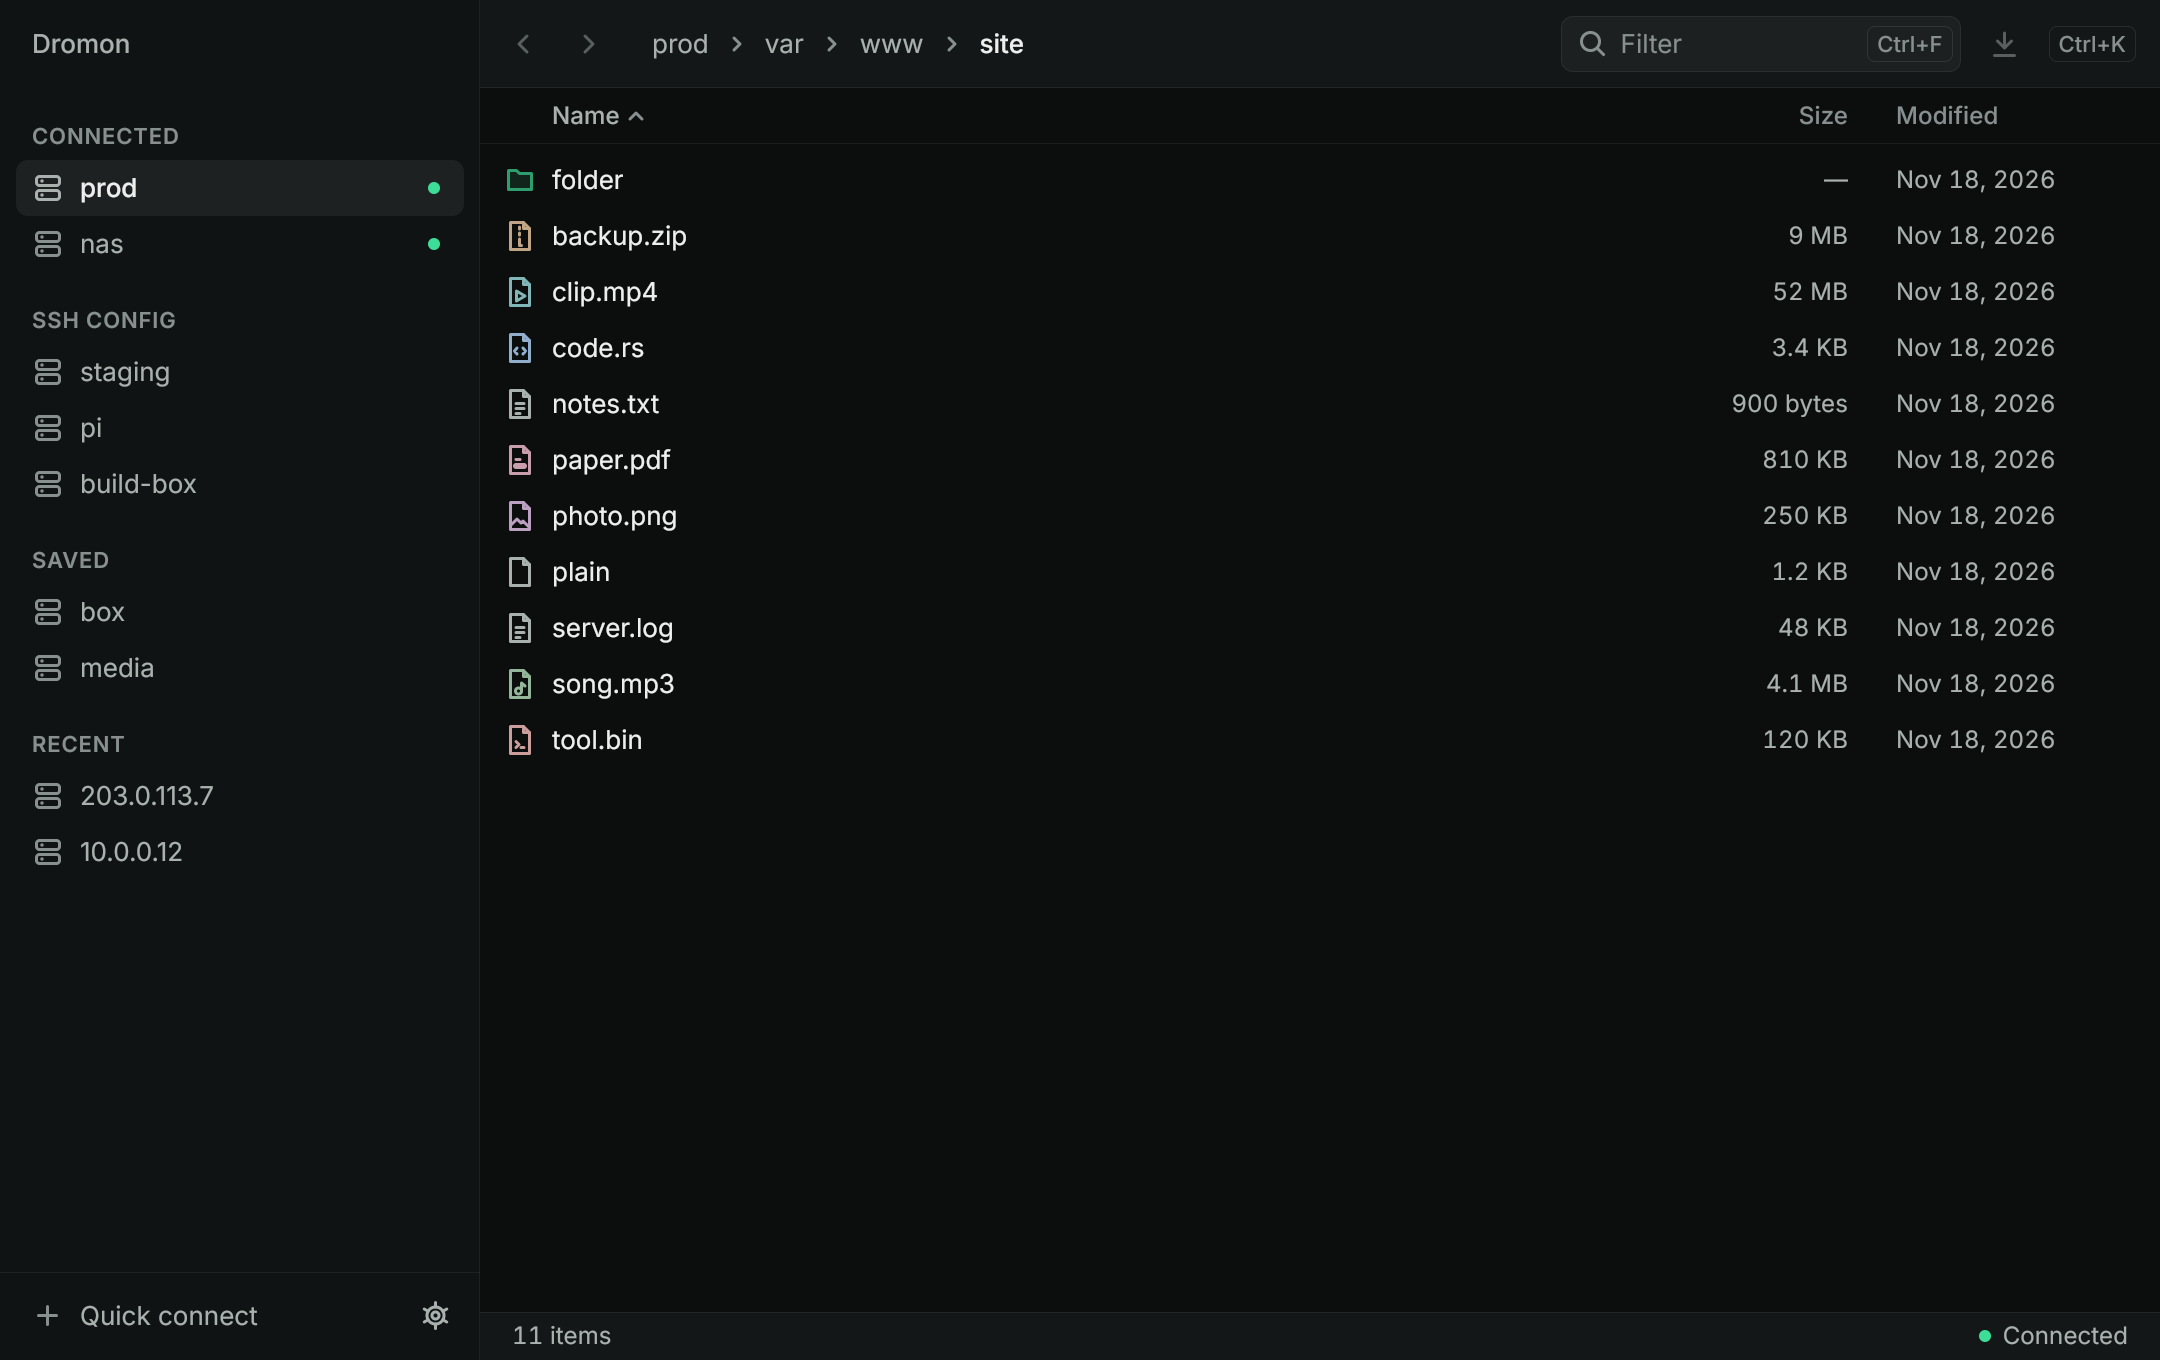 Dromon
CONNECTED
prod
nas
SSH CONFIG
staging
pi
build-box
SAVED
box
media
RECENT
203.0.113.7
10.0.0.12
Quick connect
prod > var > www > site
Filter Ctrl+F
Ctrl+K
Name Size Modified
folder — Nov 18, 2026
backup.zip 9 MB Nov 18, 2026
clip.mp4 52 MB Nov 18, 2026
code.rs 3.4 KB Nov 18, 2026
notes.txt 900 bytes Nov 18, 2026
paper.pdf 810 KB Nov 18, 2026
photo.png 250 KB Nov 18, 2026
plain 1.2 KB Nov 18, 2026
server.log 48 KB Nov 18, 2026
song.mp3 4.1 MB Nov 18, 2026
tool.bin 120 KB Nov 18, 2026
11 items
Connected